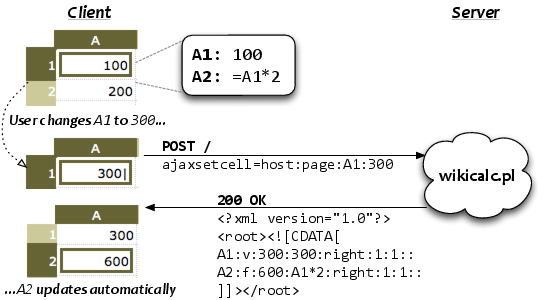 Client
Server
A
1 100
2 200
A1: 100
A2: =A1*2
User changes A1 to 300...
A
1 300
POST /
ajaxsetcell=host:page:A1:300
wikicalc.pl
200 OK
<?xml version="1.0"?>
<root><![CDATA[
A1:v:300:300:right:1:1::
A2:f:600:A1*2:right:1:1::
]]></root>
A
1 300
2 600
...A2 updates automatically